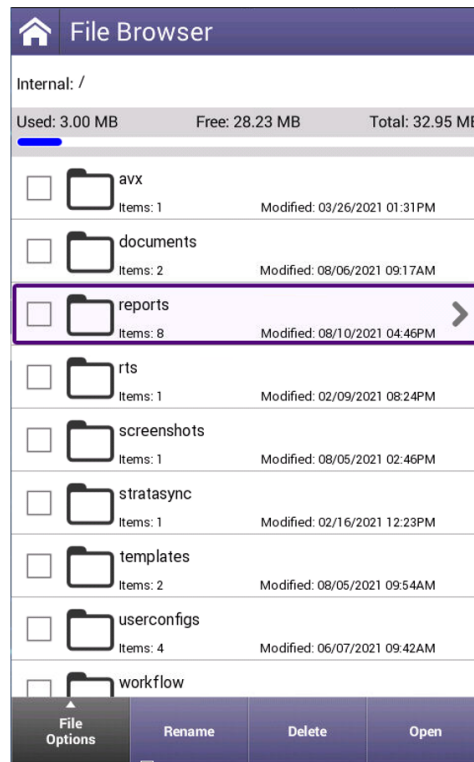 File Browser
Internal: /
Used: 3.00 MB Free: 28.23 MB Total: 32.95 MB
avx
Items: 1 Modified: 03/26/2021 01:31PM
documents
Items: 2 Modified: 08/06/2021 09:17AM
reports
Items: 8 Modified: 08/10/2021 04:46PM
rts
Items: 1 Modified: 02/09/2021 08:24PM
screenshots
Items: 1 Modified: 08/05/2021 02:46PM
stratasync
Items: 1 Modified: 02/16/2021 12:23PM
templates
Items: 2 Modified: 08/05/2021 09:54AM
userconfigs
Items: 4 Modified: 06/07/2021 09:42AM
workflow
File
Options Rename Delete Open